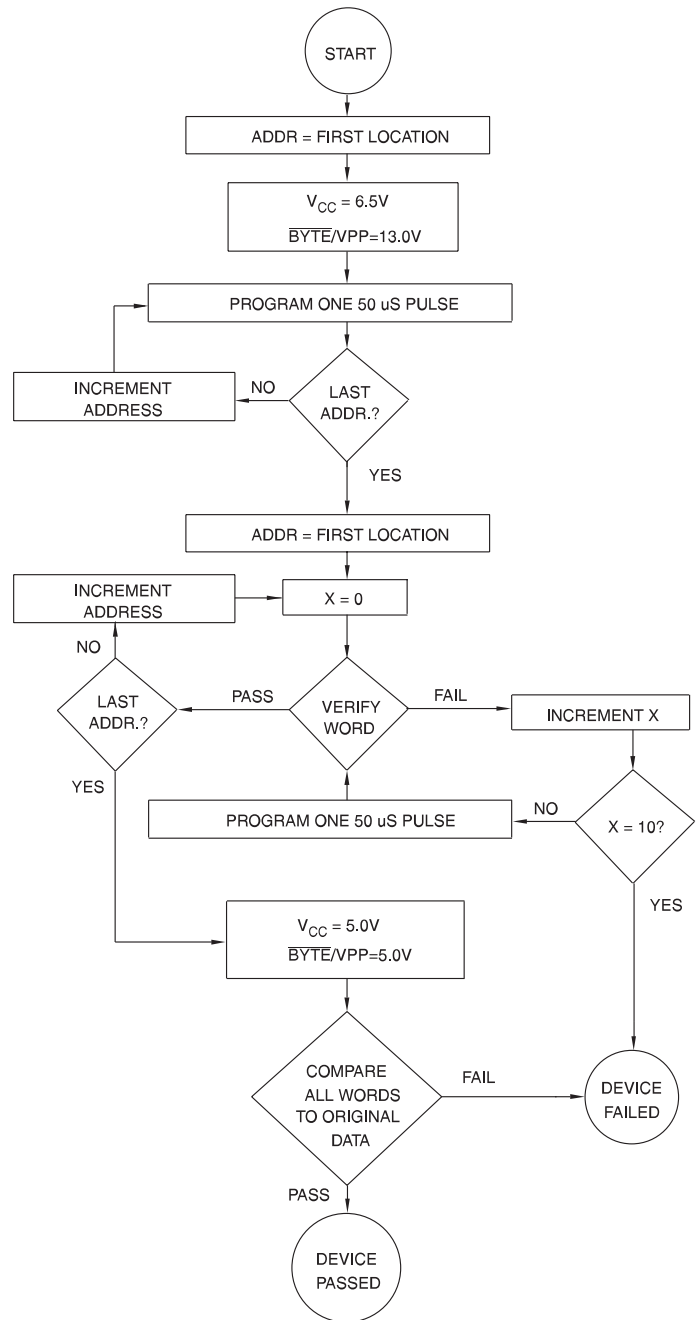 START
ADDR = FIRST LOCATION
VCC = 6.5V
BYTE/VPP=13.0V
PROGRAM ONE 50 uS PULSE
INCREMENT
ADDRESS
NO
LAST
ADDR.?
YES
ADDR = FIRST LOCATION
INCREMENT
ADDRESS
X = 0
NO
LAST
ADDR.?
PASS
VERIFY
WORD
FAIL
INCREMENT X
YES
PROGRAM ONE 50 uS PULSE
NO
X = 10?
YES
VCC = 5.0V
BYTE/VPP=5.0V
COMPARE
ALL WORDS
TO ORIGINAL
DATA
FAIL
DEVICE
FAILED
PASS
DEVICE
PASSED